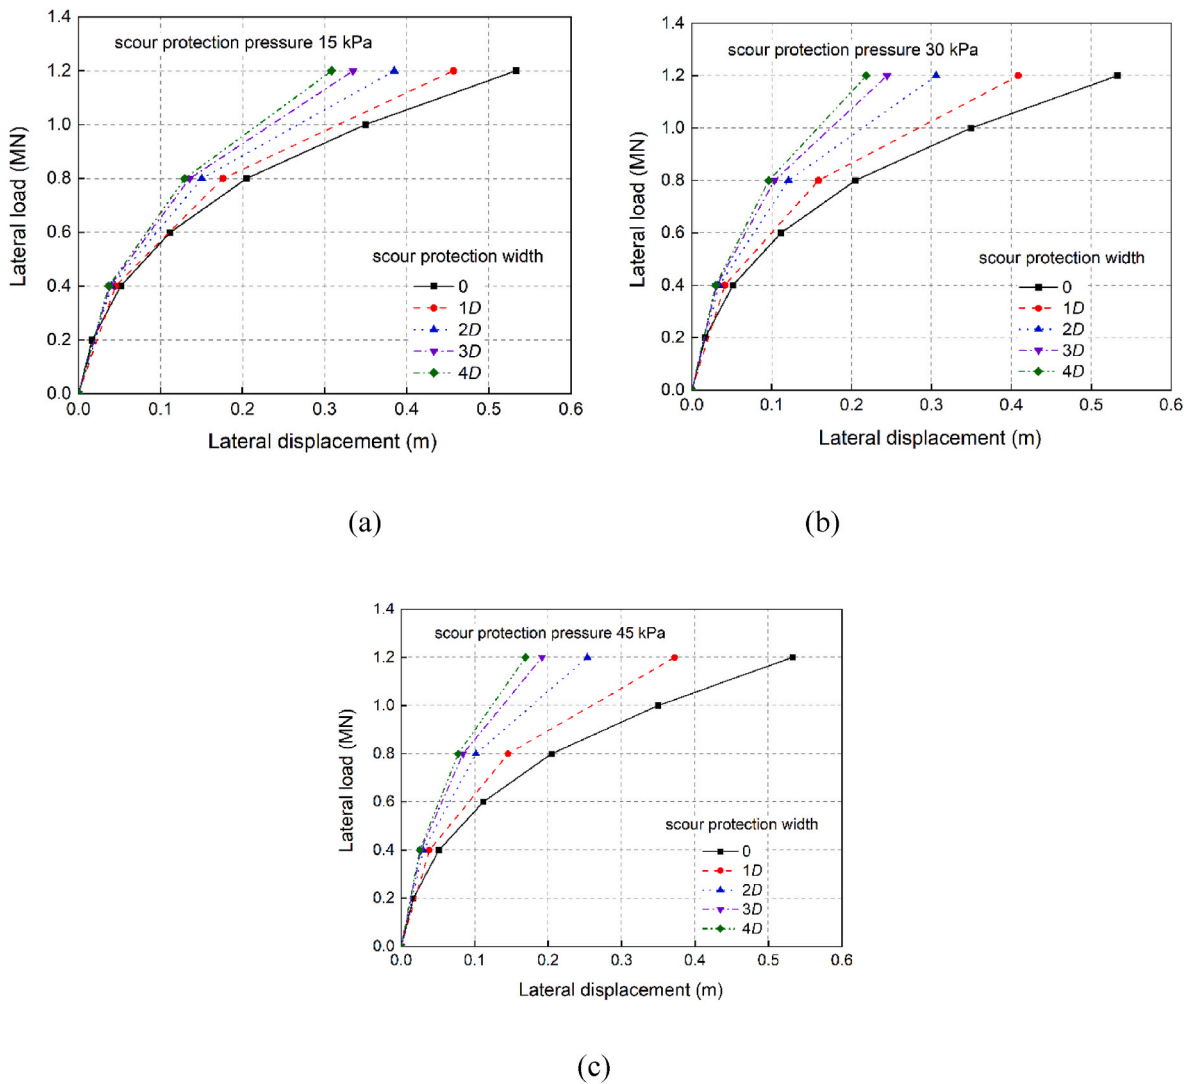 1.4
scour protection pressure 15 kPa
1.2
1.0
0.8
0.6
0.4
0.2
0.0
Lateral load (MN)
scour protection width
0
1D
2D
3D
4D
0.0 0.1 0.2 0.3 0.4 0.5 0.6
Lateral displacement (m)
(a)
1.4
scour protection pressure 30 kPa
1.2
1.0
0.8
0.6
0.4
0.2
0.0
Lateral load (MN)
scour protection width
0
1D
2D
3D
4D
0.0 0.1 0.2 0.3 0.4 0.5 0.6
Lateral displacement (m)
(b)
1.4
scour protection pressure 45 kPa
1.2
1.0
0.8
0.6
0.4
0.2
0.0
Lateral load (MN)
scour protection width
0
1D
2D
3D
4D
0.0 0.1 0.2 0.3 0.4 0.5 0.6
Lateral displacement (m)
(c)